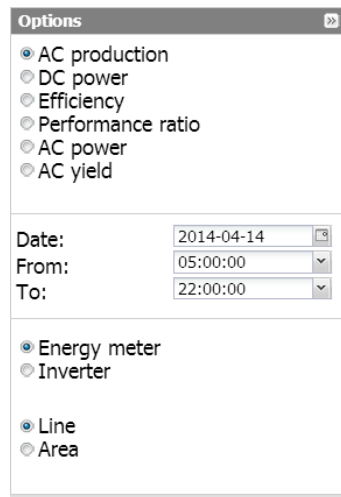 Options
AC production
DC power
Efficiency
Performance ratio
AC power
AC yield
Date: 2014-04-14
From: 05:00:00
To: 22:00:00
Energy meter
Inverter
Line
Area